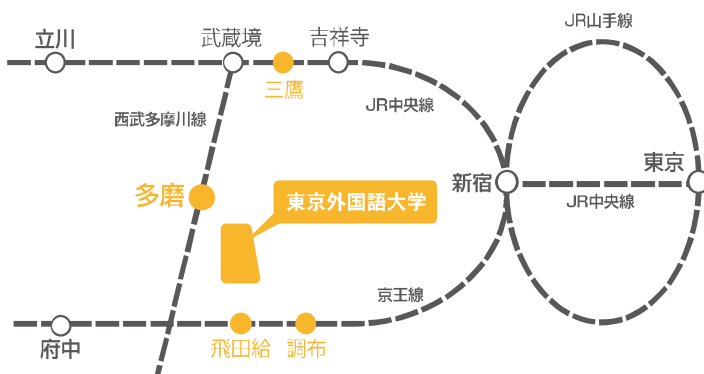 JR山手線
立川
武蔵境
吉祥寺
三鷹
JR中央線
西武多摩川線
東京
新宿
多磨
東京外国語大学
JR中央線
京王線
府中
飛田給
調布